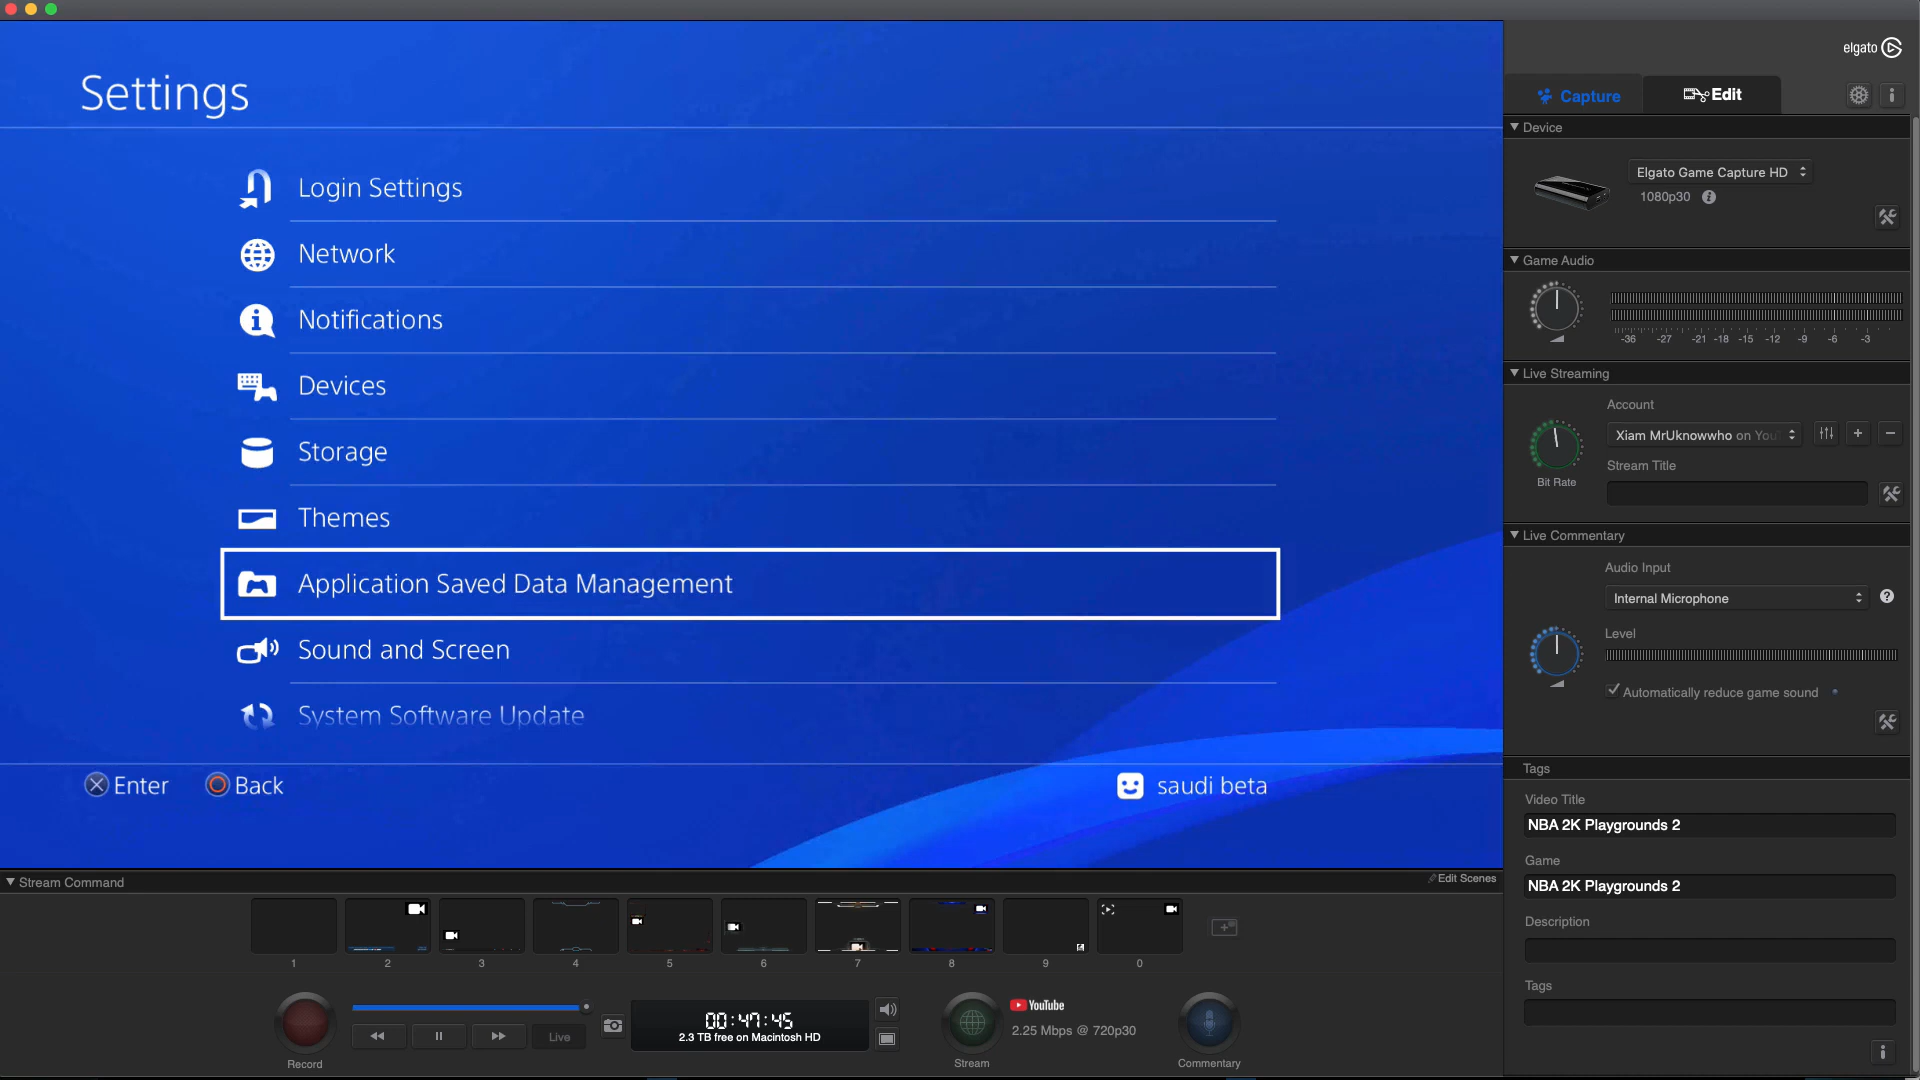 Settings
Login Settings
Network
Notifications
Devices
Storage
Themes
Application Saved Data Management
Sound and Screen
System Software Update
Enter
Back
saudi beta
elgato
Capture
Edit
Device
Elgato Game Capture HD
1080p30
Game Audio
-36 -27 -21 -18 -15 -12 -9 -6 -3
Live Streaming
Account
Xiam MrUknowwho on You
Bit Rate
Stream Title
Live Commentary
Audio Input
Internal Microphone
Level
Automatically reduce game sound
Tags
Video Title
NBA 2K Playgrounds 2
Game
NBA 2K Playgrounds 2
Description
Tags
Stream Command
Edit Scenes
1 2 3 4 5 6 7 8 9 0
Record
Live
00:47:45
2.3 TB free on Macintosh HD
Stream
YouTube
2.25 Mbps @ 720p30
Commentary